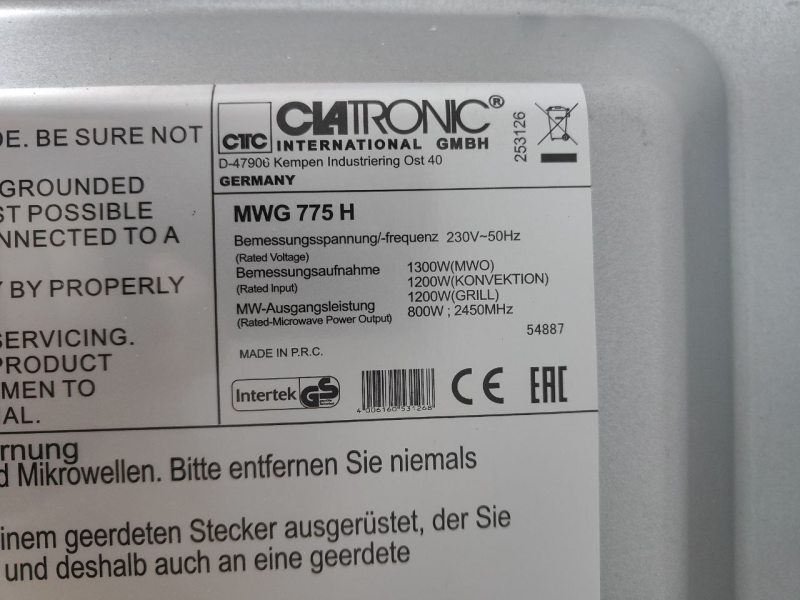 DE. BE SURE NOT
GROUNDED
ST POSSIBLE
NNECTED TO A
Y BY PROPERLY
SERVICING.
PRODUCT
MEN TO
AL.
CTC
CLATRONIC®
INTERNATIONAL GMBH
D-47906 Kempen Industriering Ost 40
GERMANY
253126
MWG 775 H
Bemessungsspannung/-frequenz 230V~50Hz
(Rated Voltage)
Bemessungsaufnahme 1300W(MWO)
(Rated Input) 1200W(KONVEKTION)
1200W(GRILL)
MW-Ausgangsleistung 800W ; 2450MHz
(Rated-Microwave Power Output)
54887
MADE IN P.R.C.
Intertek GS
4 006160 531268
CE EAC
rnung
d Mikrowellen. Bitte entfernen Sie niemals
inem geerdeten Stecker ausgerüstet, der Sie
und deshalb auch an eine geerdete